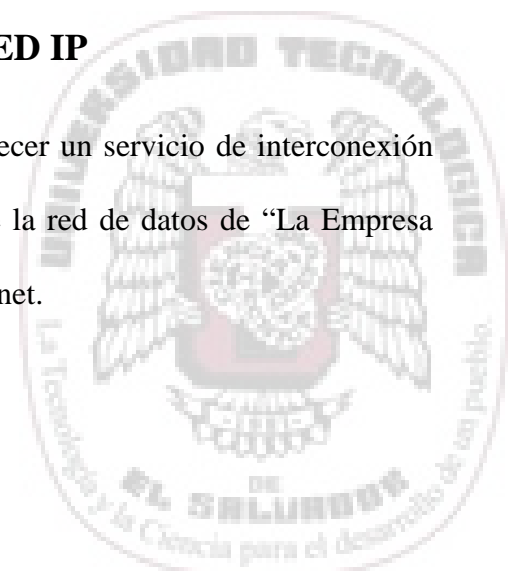 ED IP
ecer un servicio de interconexión
la red de datos de “La Empresa
net.
UNIVERSIDAD TECNOLOGICA
DE
EL SALVADOR
La Tecnología y la Ciencia para el desarrollo de un pueblo.